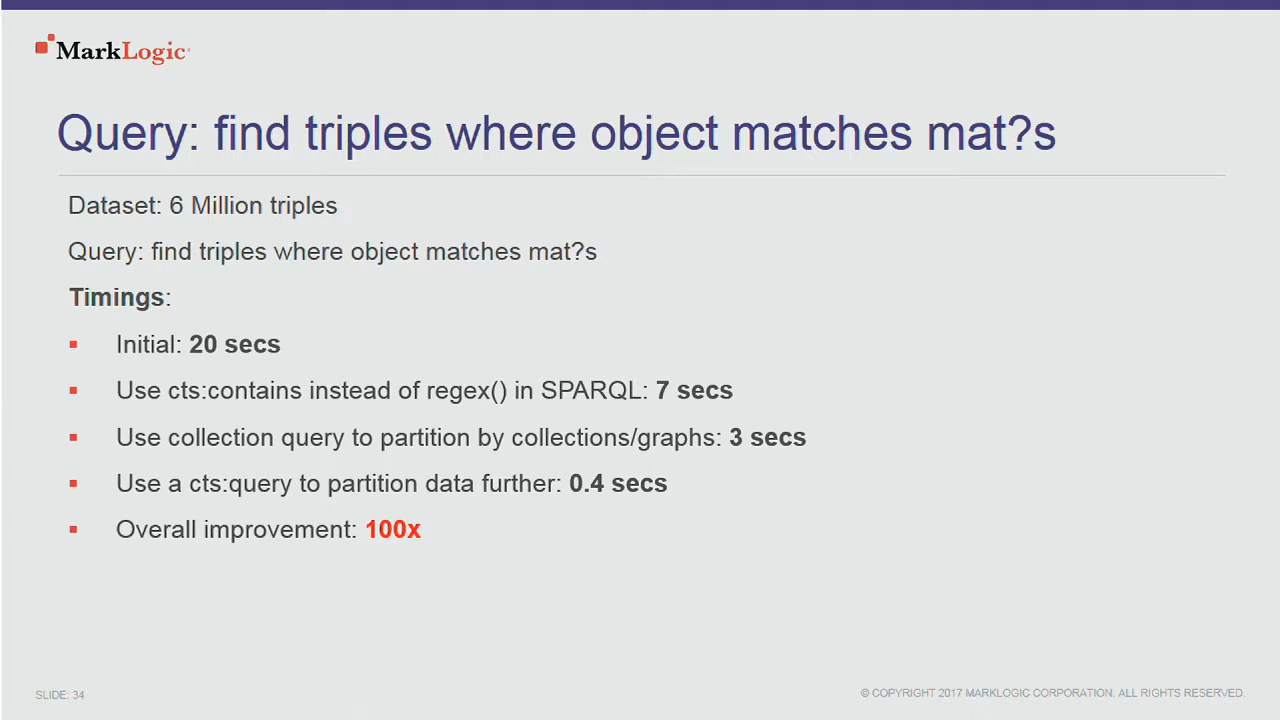 MarkLogic
Query: find triples where object matches mat?s
Dataset: 6 Million triples
Query: find triples where object matches mat?s
Timings:
▪ Initial: 20 secs
▪ Use cts:contains instead of regex() in SPARQL: 7 secs
▪ Use collection query to partition by collections/graphs: 3 secs
▪ Use a cts:query to partition data further: 0.4 secs
▪ Overall improvement: 100x
SLIDE: 34
© COPYRIGHT 2017 MARKLOGIC CORPORATION. ALL RIGHTS RESERVED.